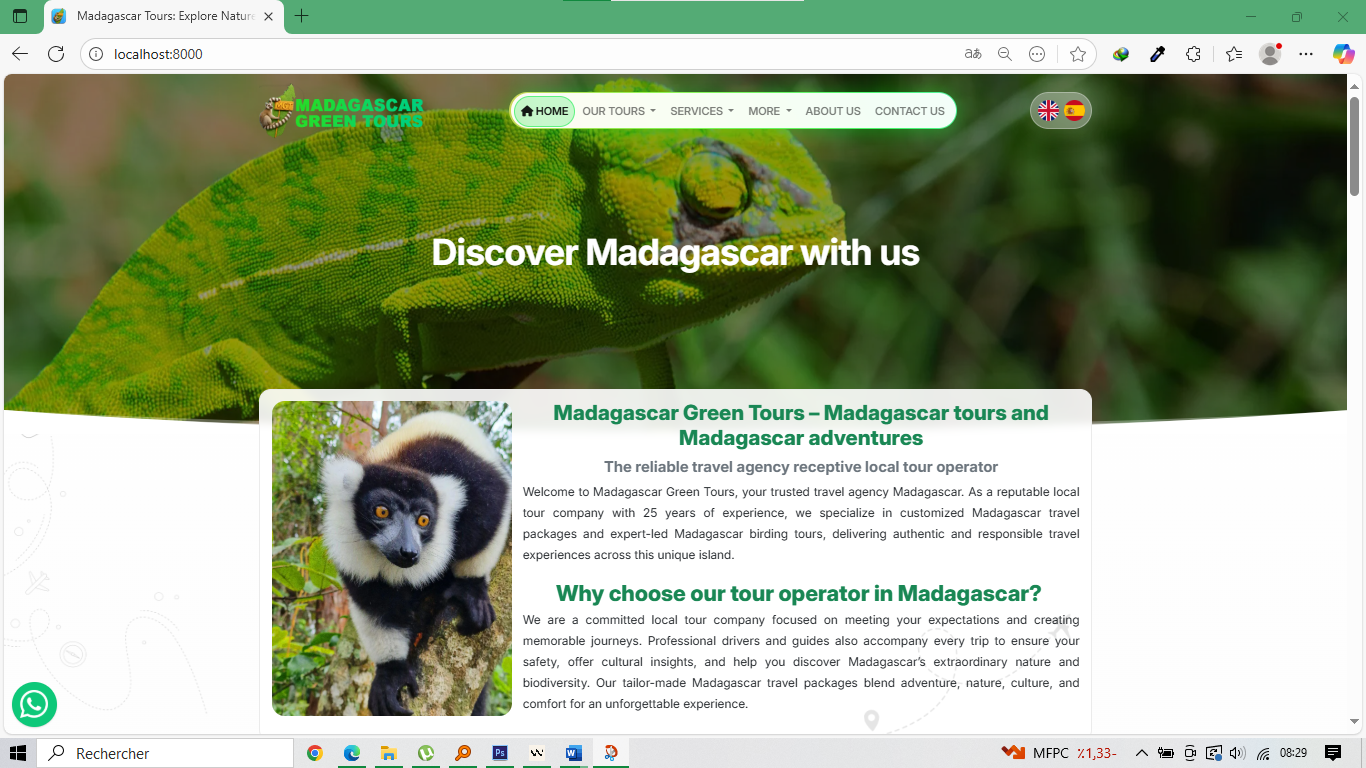 Madagascar Tours: Explore Nature
localhost:8000
MADAGASCAR
GREEN TOURS
HOME OUR TOURS SERVICES MORE ABOUT US CONTACT US
Discover Madagascar with us
Madagascar Green Tours – Madagascar tours and
Madagascar adventures
The reliable travel agency receptive local tour operator
Welcome to Madagascar Green Tours, your trusted travel agency Madagascar. As a reputable local
tour company with 25 years of experience, we specialize in customized Madagascar travel
packages and expert-led Madagascar birding tours, delivering authentic and responsible travel
experiences across this unique island.
Why choose our tour operator in Madagascar?
We are a committed local tour company focused on meeting your expectations and creating
memorable journeys. Professional drivers and guides also accompany every trip to ensure your
safety, offer cultural insights, and help you discover Madagascar’s extraordinary nature and
biodiversity. Our tailor-made Madagascar travel packages blend adventure, nature, culture, and
comfort for an unforgettable experience.
Rechercher
MFPC ٪1,33-
08:29